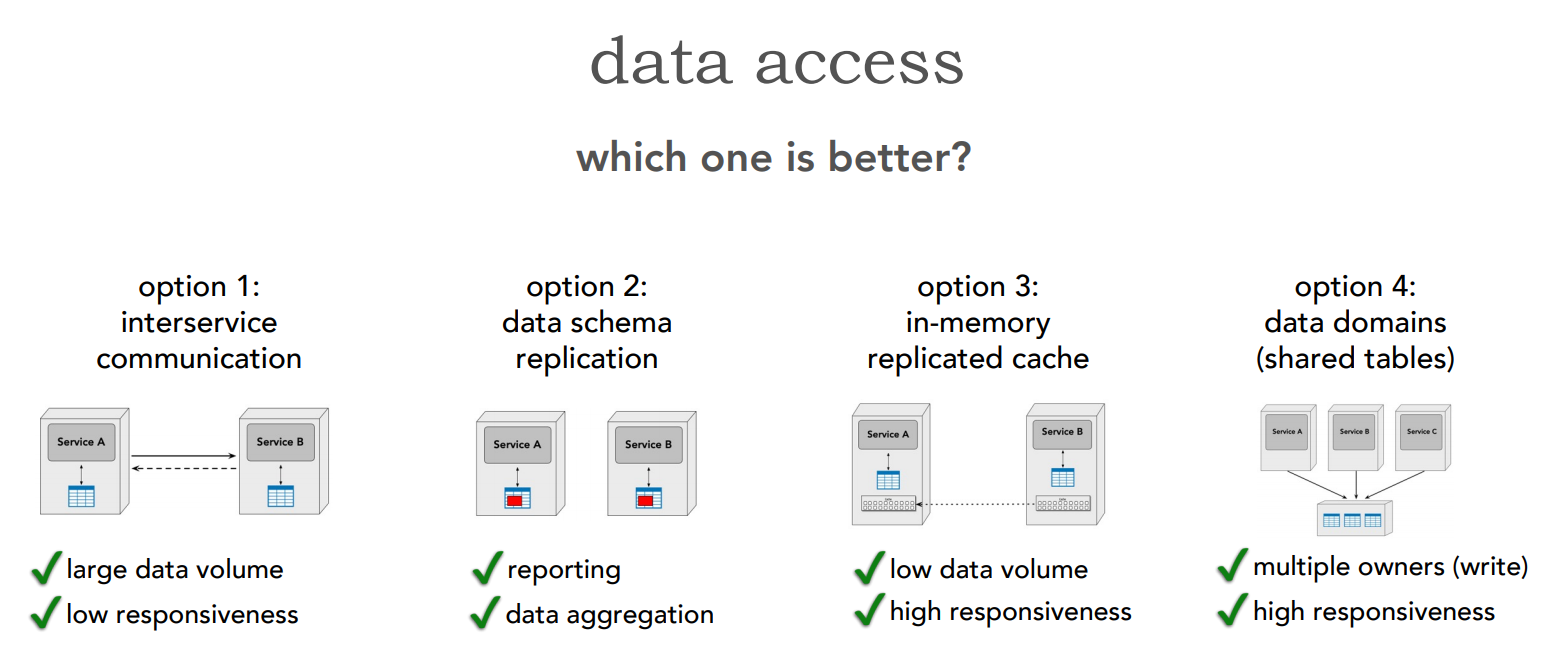 data access
which one is better?
option 1:
interservice
communication
Service A
Service B
large data volume
low responsiveness
option 2:
data schema
replication
Service A
Service B
reporting
data aggregation
option 3:
in-memory
replicated cache
Service A
Service B
low data volume
high responsiveness
option 4:
data domains
(shared tables)
Service A
Service B
Service C
multiple owners (write)
high responsiveness